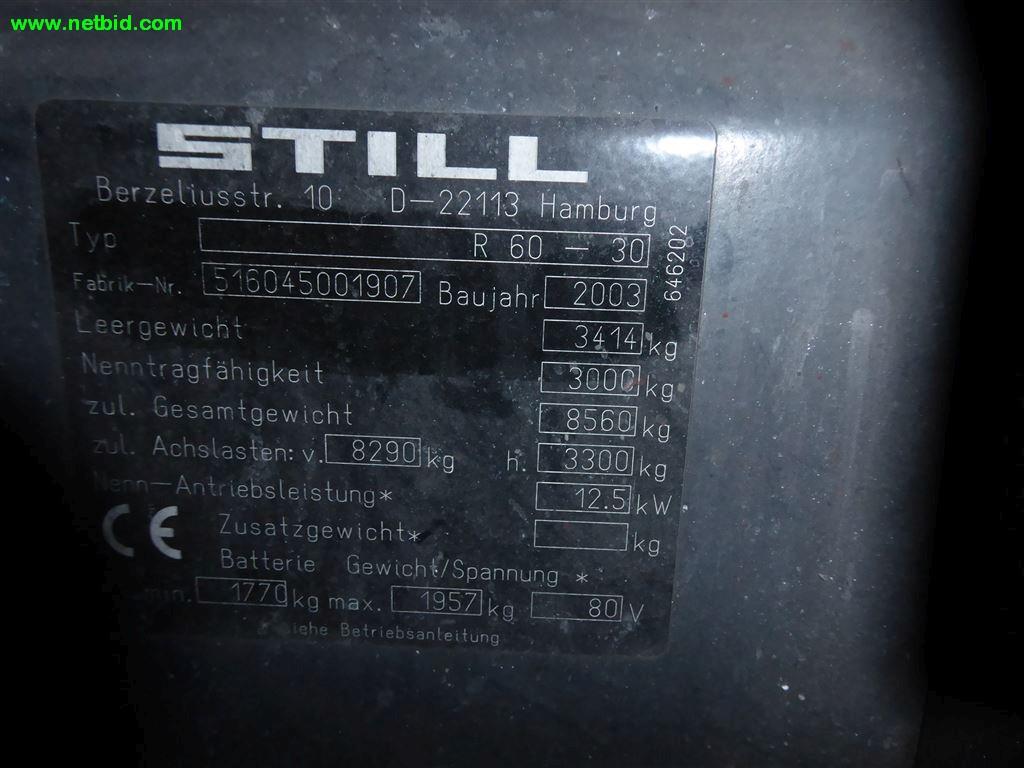 www.netbid.com
STILL
Berzeliusstr. 10 D-22113 Hamburg
Typ R 60 - 30
Fabrik-Nr. 516045001907 Baujahr 2003
646202
Leergewicht 3414 kg
Nenntragfähigkeit 3000 kg
zul. Gesamtgewicht 8560 kg
zul. Achslasten: v. 8290 kg h. 3300 kg
Nenn-Antriebsleistung* 12.5 kW
CE Zusatzgewicht* kg
Batterie Gewicht/Spannung *
min. 1770 kg max. 1957 kg 80 V
siehe Betriebsanleitung